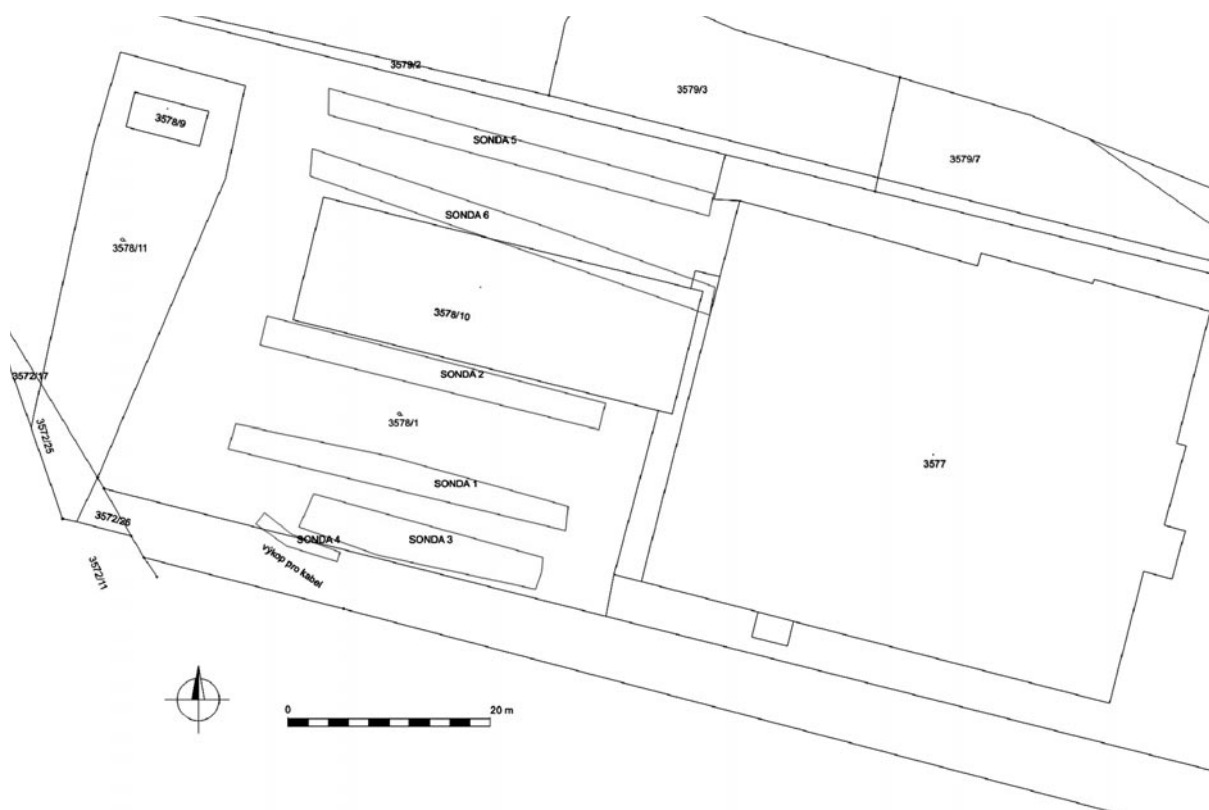 3579/2
3579/3
3578/9
SONDA 5
3579/7
SONDA 6
3578/11
3578/10
3572/17
SONDA 2
3578/1
3572/25
3577
SONDA 1
3572/26
SONDA 4
SONDA 3
výkop pro kabel
3572/11
0
20 m